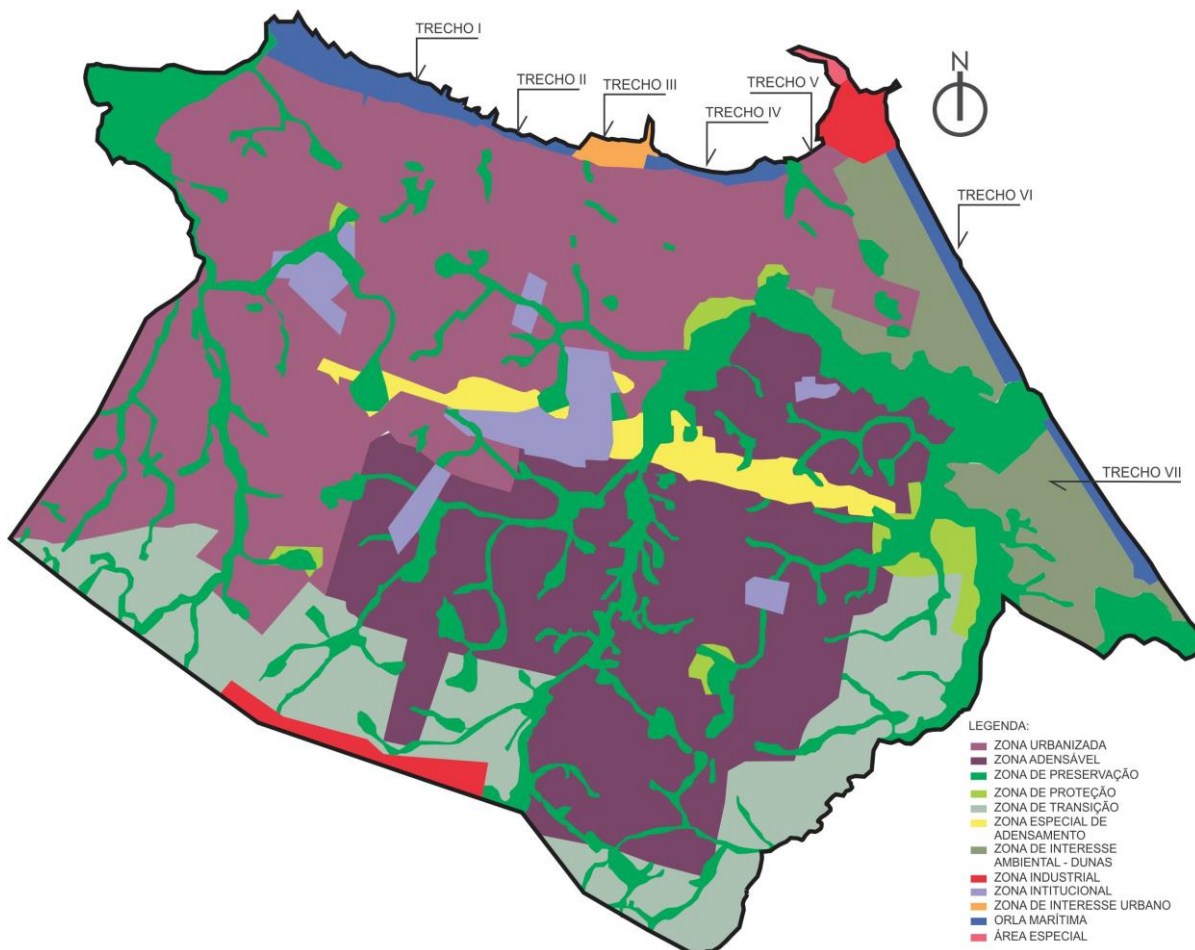 TRECHO I
TRECHO II
TRECHO III
TRECHO IV
TRECHO V
N
TRECHO VI
TRECHO VII
LEGENDA:
ZONA URBANIZADA
ZONA ADENSÁVEL
ZONA DE PRESERVAÇÃO
ZONA DE PROTEÇÃO
ZONA DE TRANSIÇÃO
ZONA ESPECIAL DE
ADENSAMENTO
ZONA DE INTERESSE
AMBIENTAL - DUNAS
ZONA INDUSTRIAL
ZONA INTITUCIONAL
ZONA DE INTERESSE URBANO
ORLA MARÍTIMA
ÁREA ESPECIAL